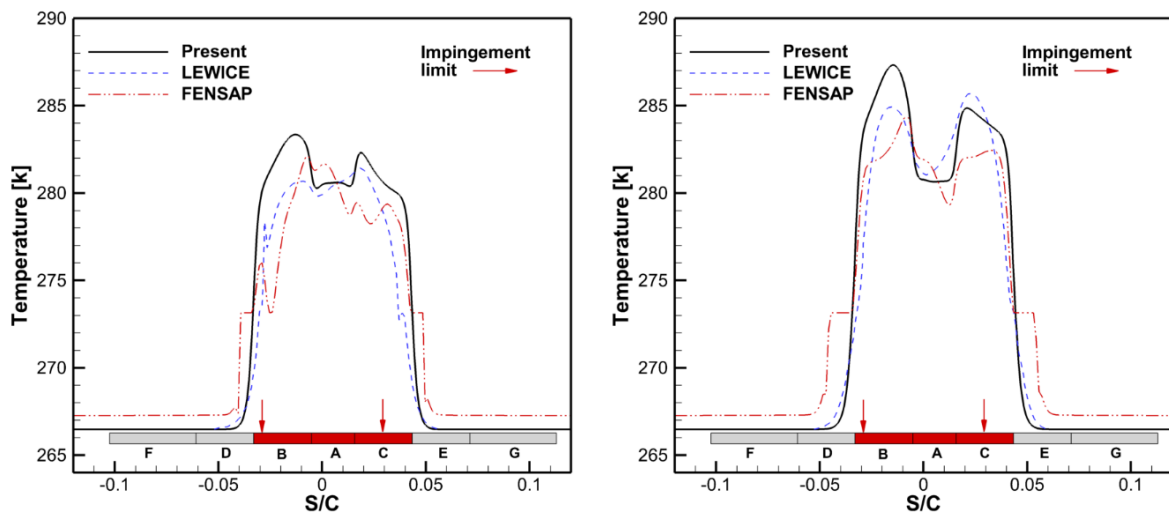 290
285
280
275
270
265
Temperature [k]
Present
LEWICE
FENSAP
Impingement
limit
F D B A C E G
-0.1 -0.05 0 0.05 0.1
S/C
290
285
280
275
270
265
Temperature [k]
Present
LEWICE
FENSAP
Impingement
limit
F D B A C E G
-0.1 -0.05 0 0.05 0.1
S/C